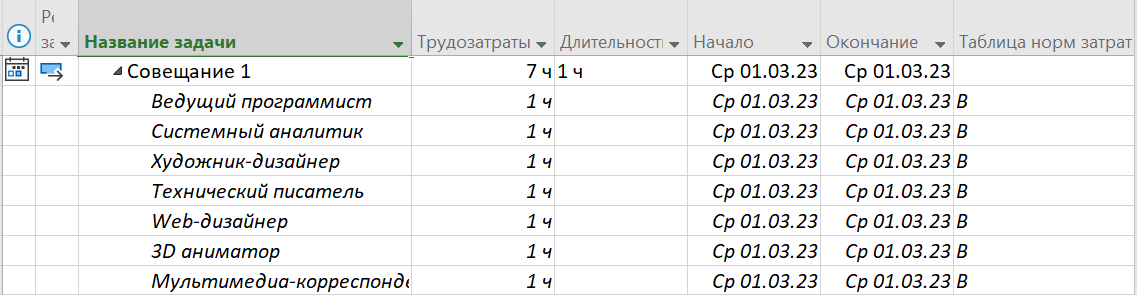 Ре
за Название задачи Трудозатраты Длительност Начало Окончание Таблица норм затрат
Совещание 1 7 ч 1 ч Ср 01.03.23 Ср 01.03.23
Ведущий программист 1 ч Ср 01.03.23 Ср 01.03.23 B
Системный аналитик 1 ч Ср 01.03.23 Ср 01.03.23 B
Художник-дизайнер 1 ч Ср 01.03.23 Ср 01.03.23 B
Технический писатель 1 ч Ср 01.03.23 Ср 01.03.23 B
Web-дизайнер 1 ч Ср 01.03.23 Ср 01.03.23 B
3D аниматор 1 ч Ср 01.03.23 Ср 01.03.23 B
Мультимедиа-корреспонде 1 ч Ср 01.03.23 Ср 01.03.23 B